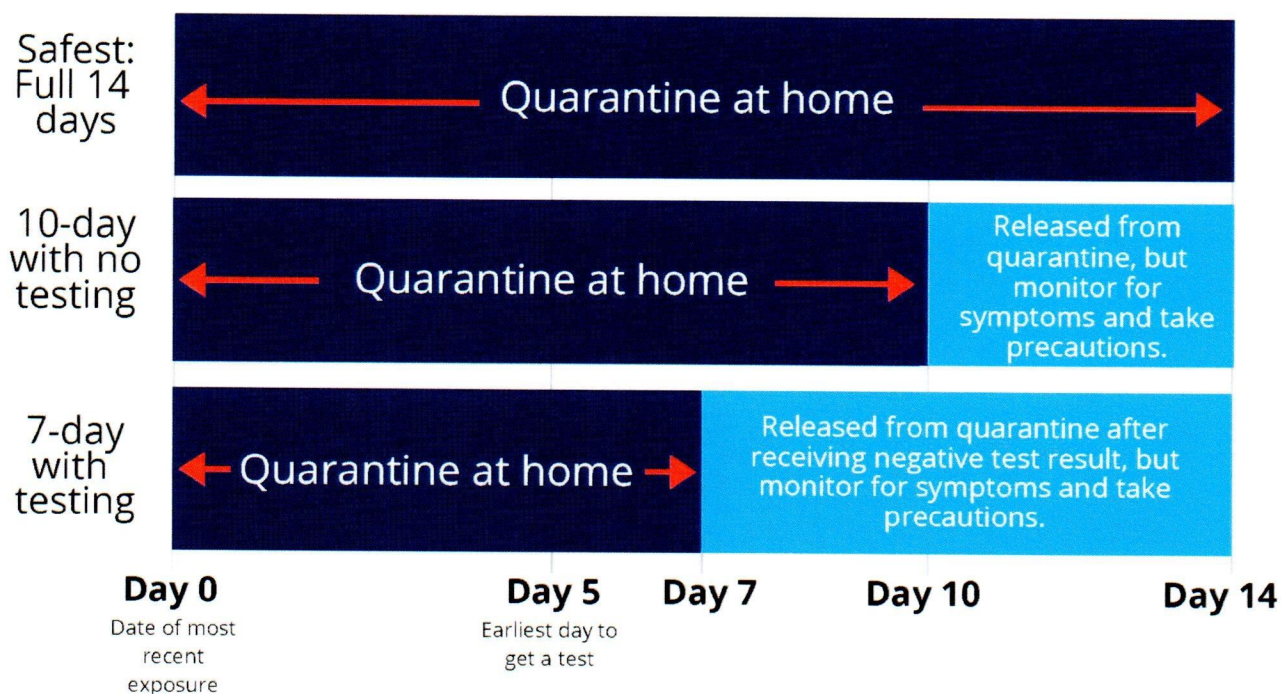 Safest:
Full 14
days
Quarantine at home
10-day
with no
testing
Quarantine at home
Released from
quarantine, but
monitor for
symptoms and take
precautions.
7-day
with
testing
Quarantine at home
Released from quarantine after
receiving negative test result, but
monitor for symptoms and take
precautions.
Day 0
Date of most
recent
exposure
Day 5
Earliest day to
get a test
Day 7
Day 10
Day 14